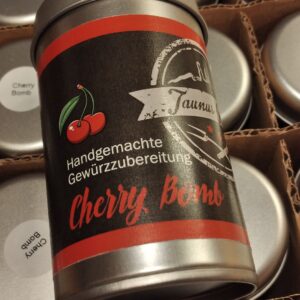 Cherry
Bomb
Taunus
Handgemachte
Gewürzzubereitung
Cherry Bomb
Cherry
Bomb